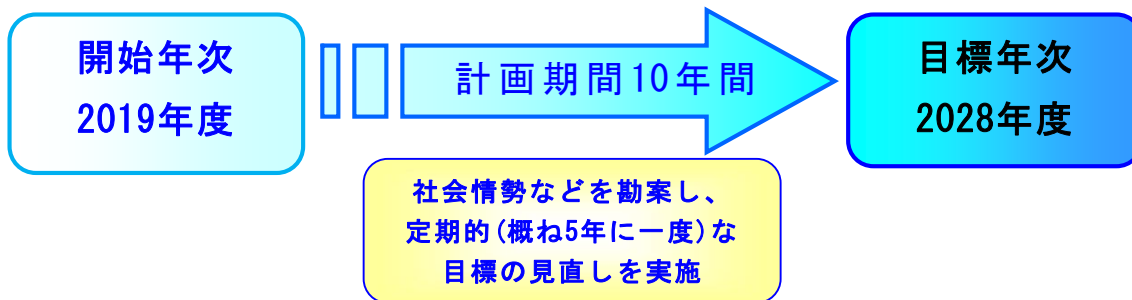 開始年次
2019年度
計画期間10年間
目標年次
2028年度
社会情勢などを勘案し、
定期的(概ね5年に一度)な
目標の見直しを実施